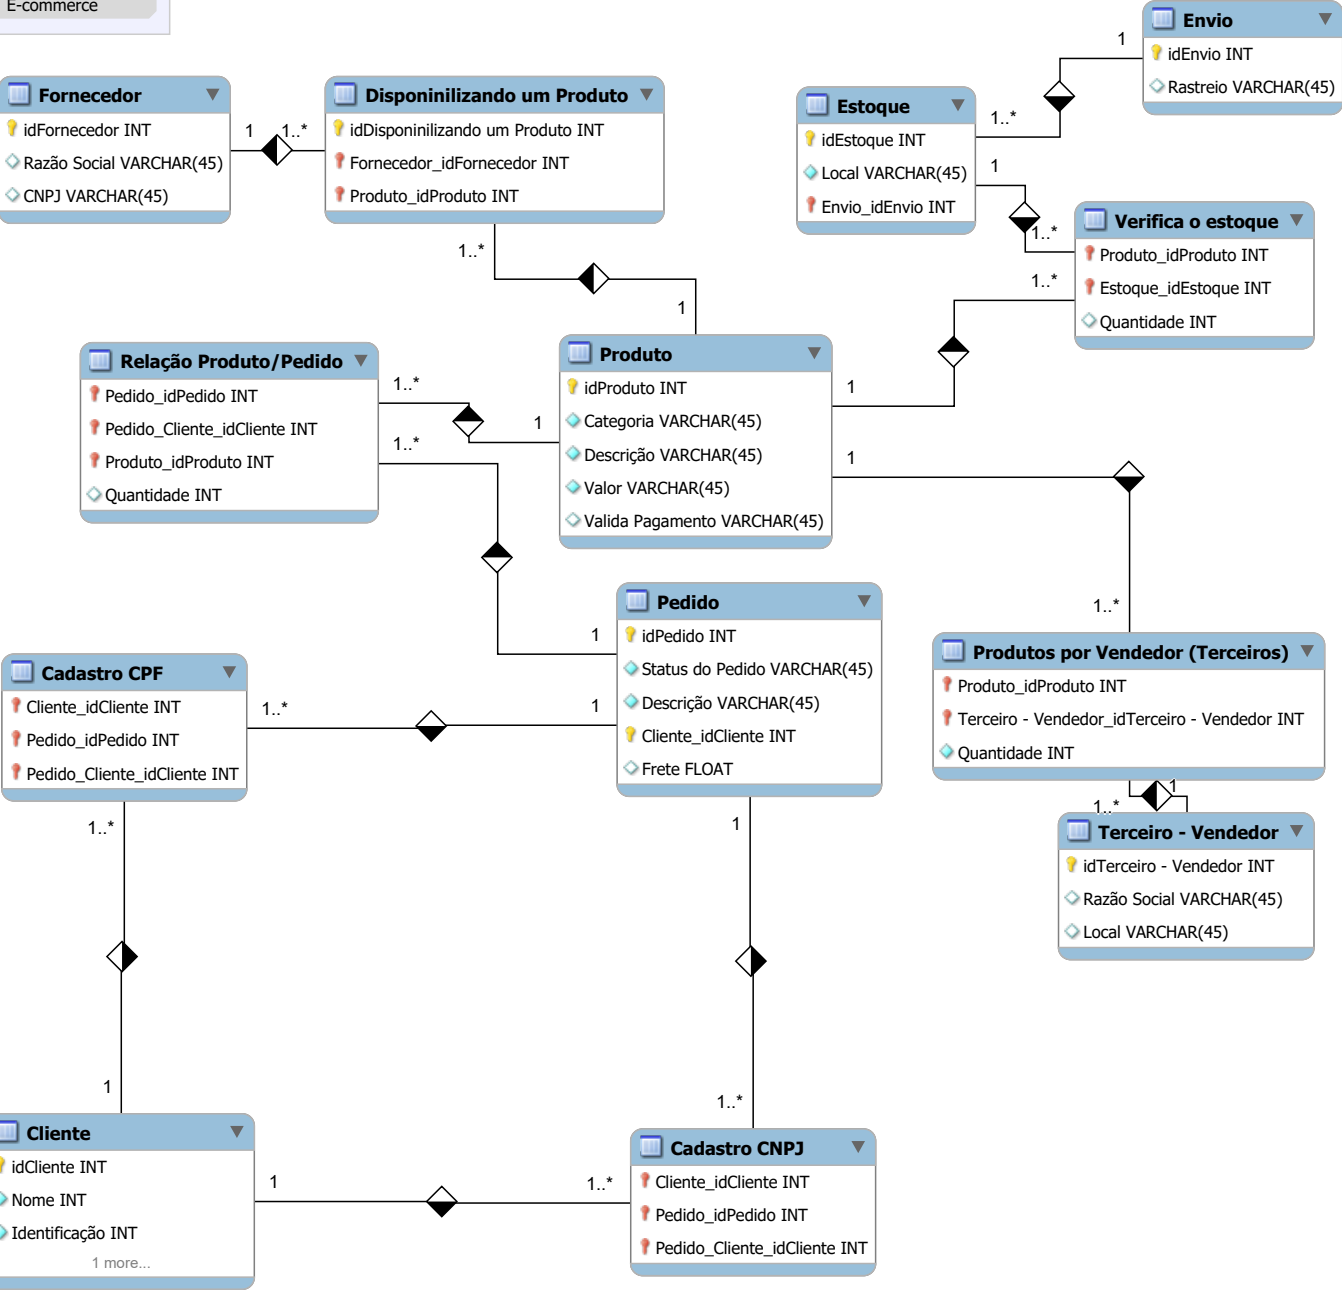 E-commerce
Envio
idEnvio INT
Rastreio VARCHAR(45)
1
1..*
Fornecedor
idFornecedor INT
Razão Social VARCHAR(45)
CNPJ VARCHAR(45)
1
1..*
Disponinilizando um Produto
idDisponinilizando um Produto INT
Fornecedor_idFornecedor INT
Produto_idProduto INT
1..*
1
Estoque
idEstoque INT
Local VARCHAR(45)
Envio_idEnvio INT
1
1..*
Verifica o estoque
Produto_idProduto INT
Estoque_idEstoque INT
Quantidade INT
1..*
1
Relação Produto/Pedido
Pedido_idPedido INT
Pedido_Cliente_idCliente INT
Produto_idProduto INT
Quantidade INT
1..*
1
1..*
1
Produto
idProduto INT
Categoria VARCHAR(45)
Descrição VARCHAR(45)
Valor VARCHAR(45)
Valida Pagamento VARCHAR(45)
1
1..*
Pedido
idPedido INT
Status do Pedido VARCHAR(45)
Descrição VARCHAR(45)
Cliente_idCliente INT
Frete FLOAT
Produtos por Vendedor (Terceiros)
Produto_idProduto INT
Terceiro - Vendedor_idTerceiro - Vendedor INT
Quantidade INT
1..*
1
Terceiro - Vendedor
idTerceiro - Vendedor INT
Razão Social VARCHAR(45)
Local VARCHAR(45)
Cadastro CPF
Cliente_idCliente INT
Pedido_idPedido INT
Pedido_Cliente_idCliente INT
1..*
1
1..*
1
1
1..*
Cliente
idCliente INT
Nome INT
Identificação INT
1 more...
1
1..*
Cadastro CNPJ
Cliente_idCliente INT
Pedido_idPedido INT
Pedido_Cliente_idCliente INT